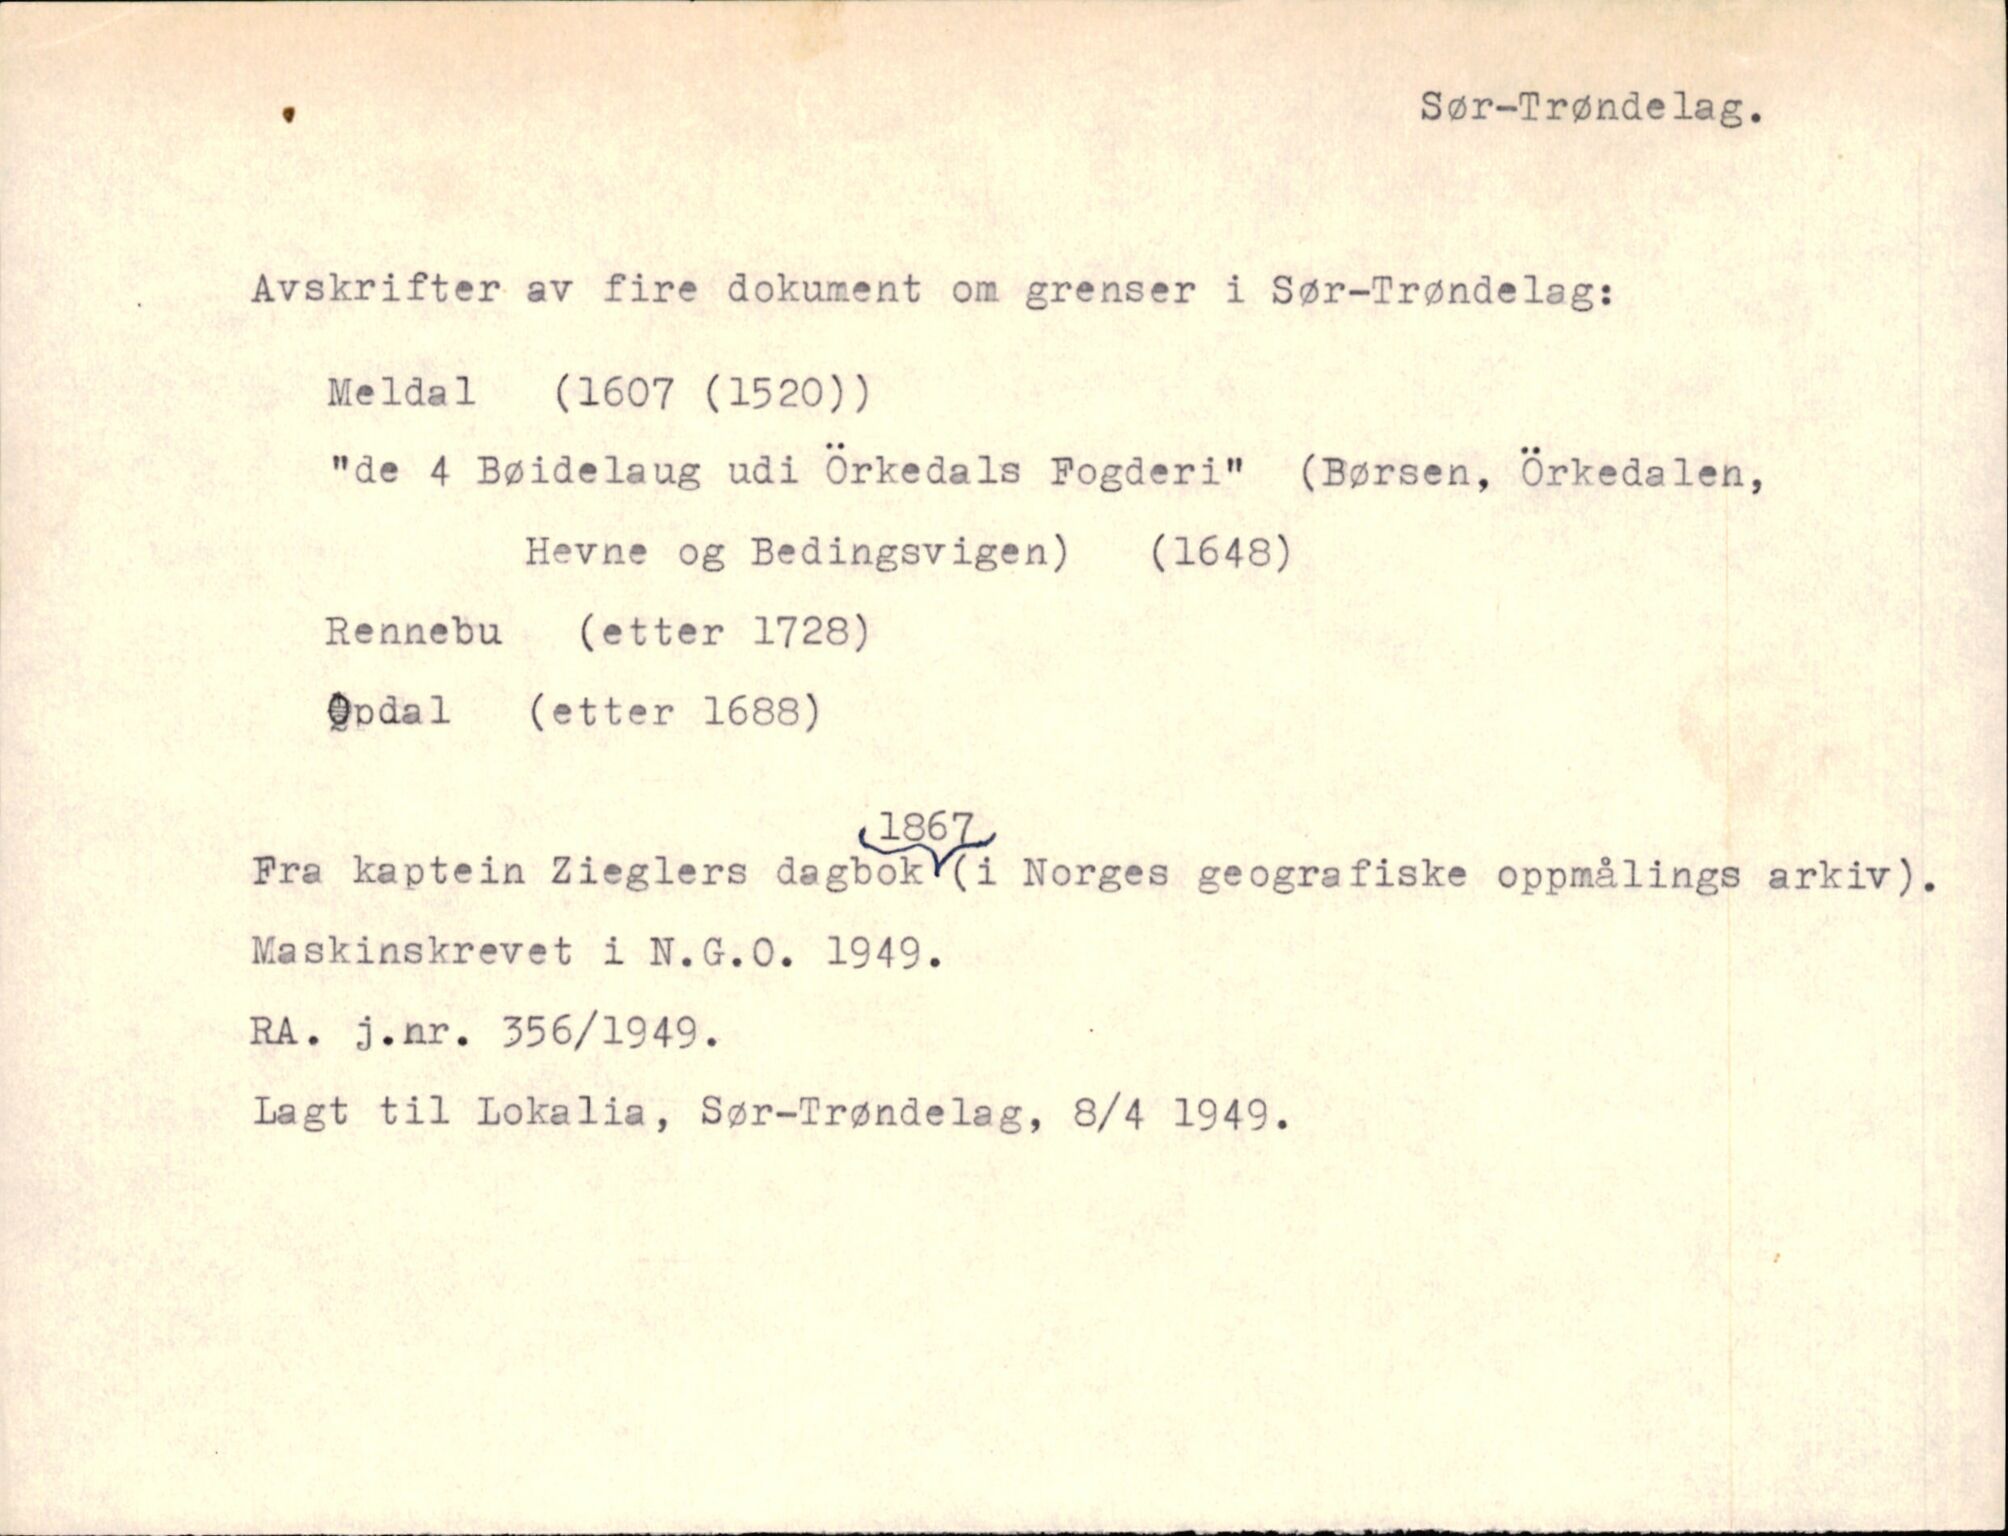 Sør-Trøndelag.
Avskrifter av fire dokument om grenser i Sør-Trøndelag:
Meldal (1607 (1520))
"de 4 Bøidelaug udi Örkedals Fogderi" (Børsen, Örkedalen,
Hevne og Bedingsvigen) (1648)
Rennebu (etter 1728)
Opdal (etter 1688)
1867
Fra kaptein Zieglers dagbok (i Norges geografiske oppmålings arkiv).
Maskinskrevet i N.G.O. 1949.
RA. j.nr. 356/1949.
Lagt til Lokalia, Sør-Trøndelag, 8/4 1949.